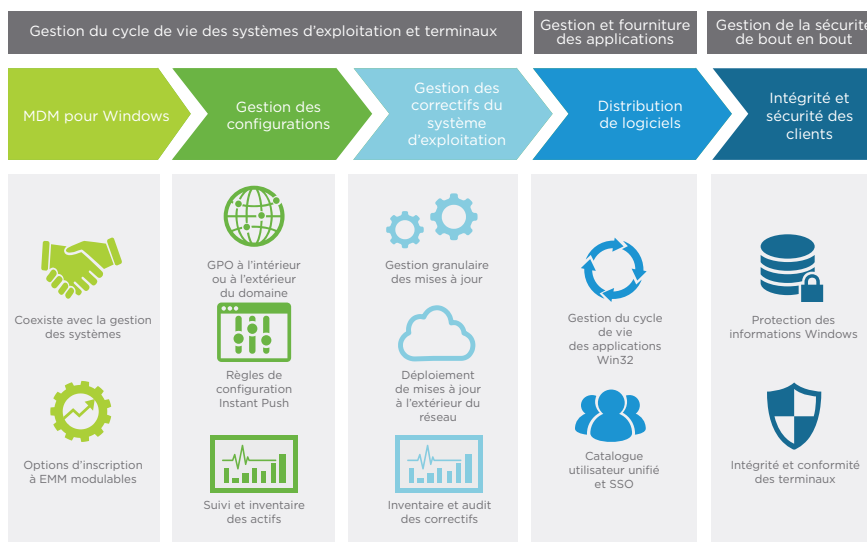 Gestion du cycle de vie des systèmes d'exploitation et terminaux
Gestion et fourniture
des applications
Gestion de la sécurité
de bout en bout
MDM pour Windows
Gestion des
configurations
Gestion des
correctifs du
système
d'exploitation
Distribution
de logiciels
Intégrité et
sécurité des
clients
Coexiste avec la gestion
des systèmes
Options d'inscription
à EMM modulables
GPO à l'intérieur
ou à l'extérieur
du domaine
Règles de
configuration
Instant Push
Suivi et inventaire
des actifs
Gestion granulaire
des mises à jour
Déploiement
de mises à jour
à l'extérieur du
réseau
Inventaire et audit
des correctifs
Gestion du cycle
de vie
des applications
Win32
Catalogue
utilisateur unifié
et SSO
Protection des
informations Windows
Intégrité et conformité
des terminaux